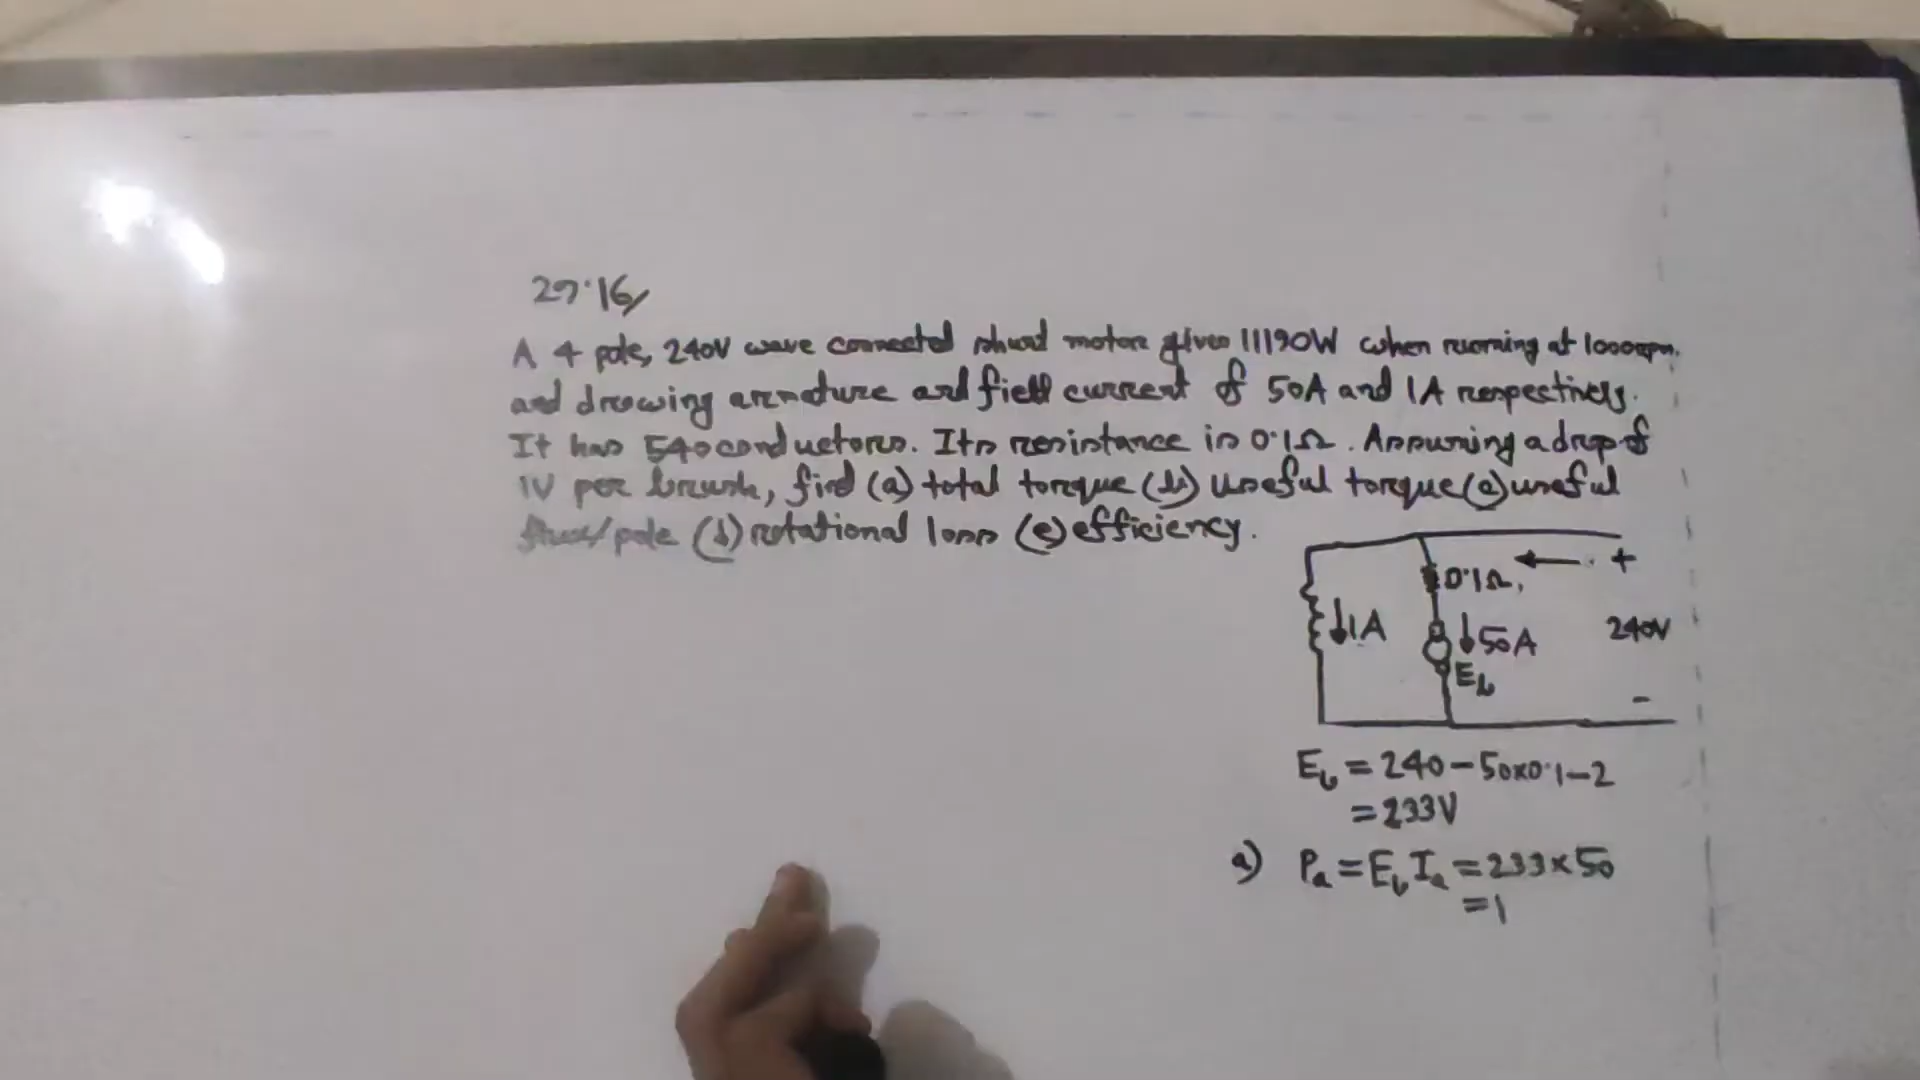 29.16/
A 4 pole, 240V wave connected shunt motor gives 11190W when running at 1000rpm.
and drawing armature and field current of 50A and 1A respectively.
It has 540 conductors. Its resistance is 0.1Ω. Assuming a drop of
1V per brush, find (a) total torque (b) useful torque (c) useful
flux/pole (d) rotational loss (e) efficiency.
0.1Ω
+
1A
50A
240V
Eb
-
Eb = 240 - 50x0.1 - 2
= 233V
a) Pa = Eb Ia = 233 x 50
= 1